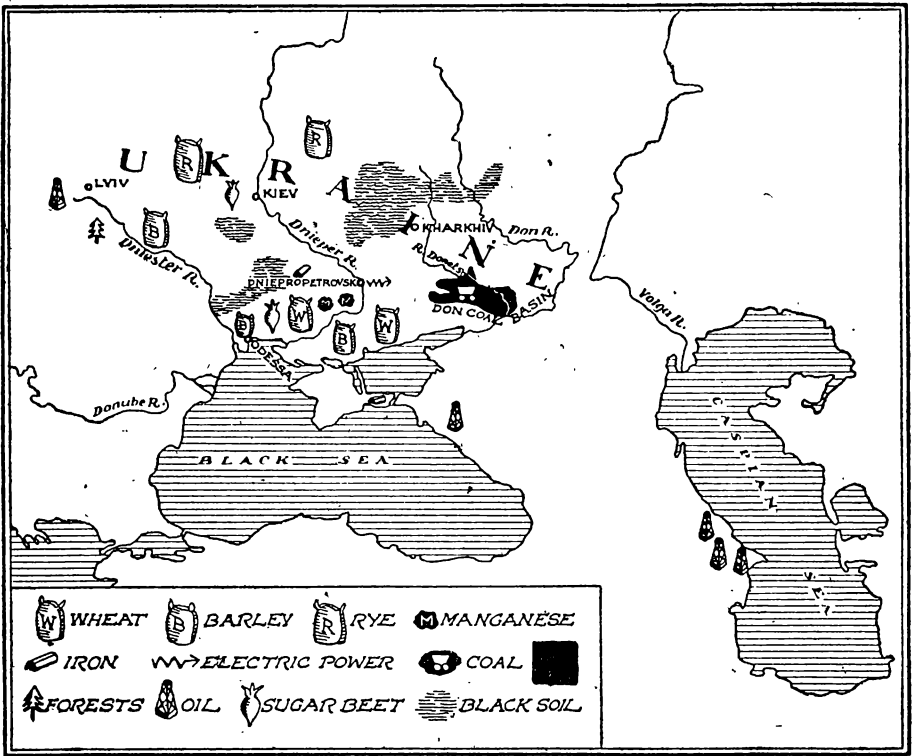 UKRAINE
R
R
LVIV
KIEV
B
KHARKHIV
Don R.
Dnieper R.
Dniester R.
R. Donets
DNIEPROPETROVSKO
DON COAL BASIN
Volga R.
B
W
M
M
B
W
ODESSA
Danube R.
BLACK SEA
CASPIAN SEA
W WHEAT B BARLEY R RYE M MANGANESE
IRON ELECTRIC POWER COAL
FORESTS OIL SUGAR BEET BLACK SOIL